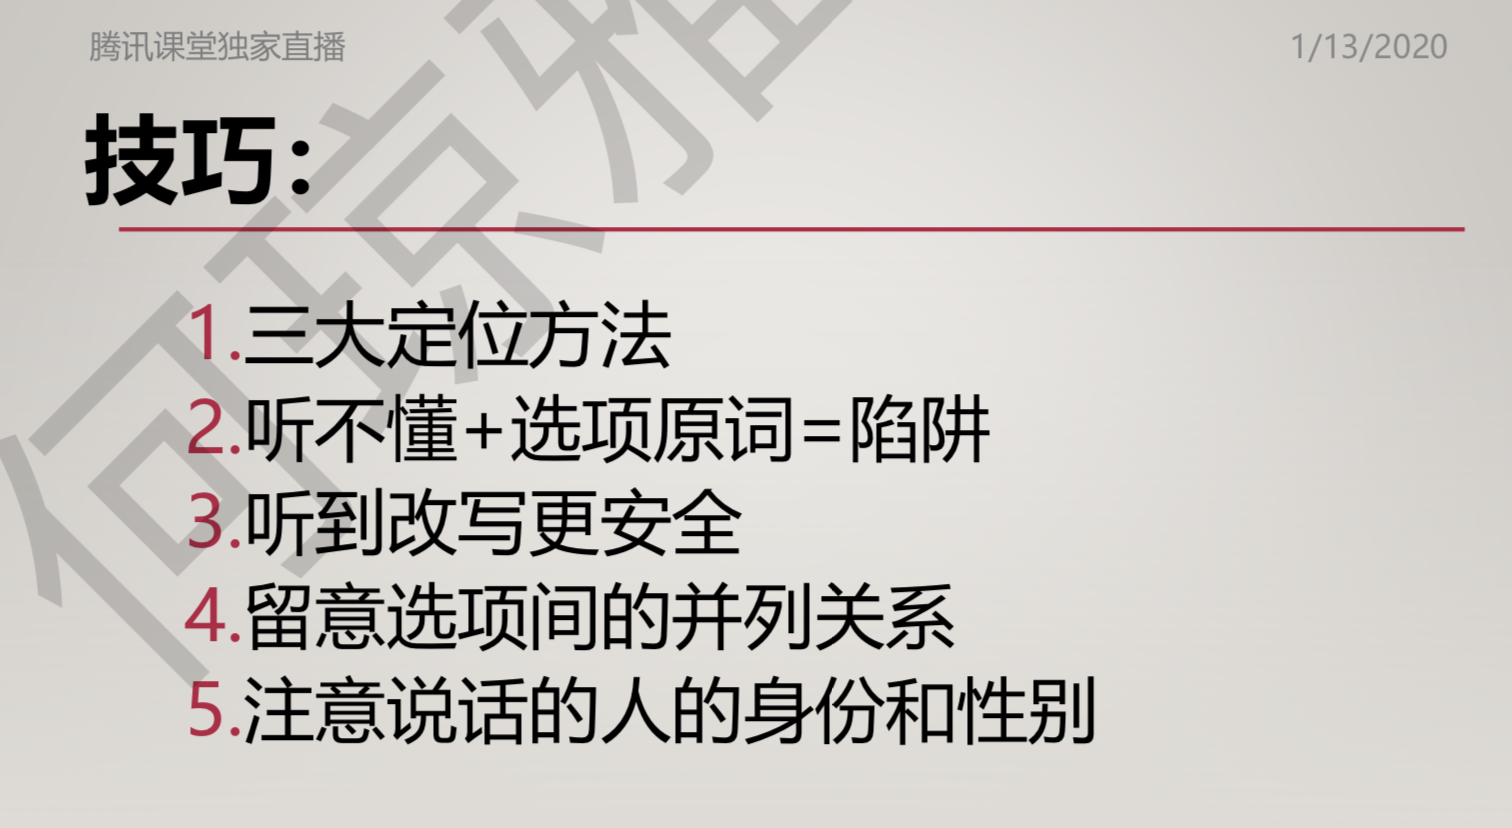 腾讯课堂独家直播 1/13/2020
技巧：
1.三大定位方法
2.听不懂+选项原词=陷阱
3.听到改写更安全
4.留意选项间的并列关系
5.注意说话的人的身份和性别
何琼雅